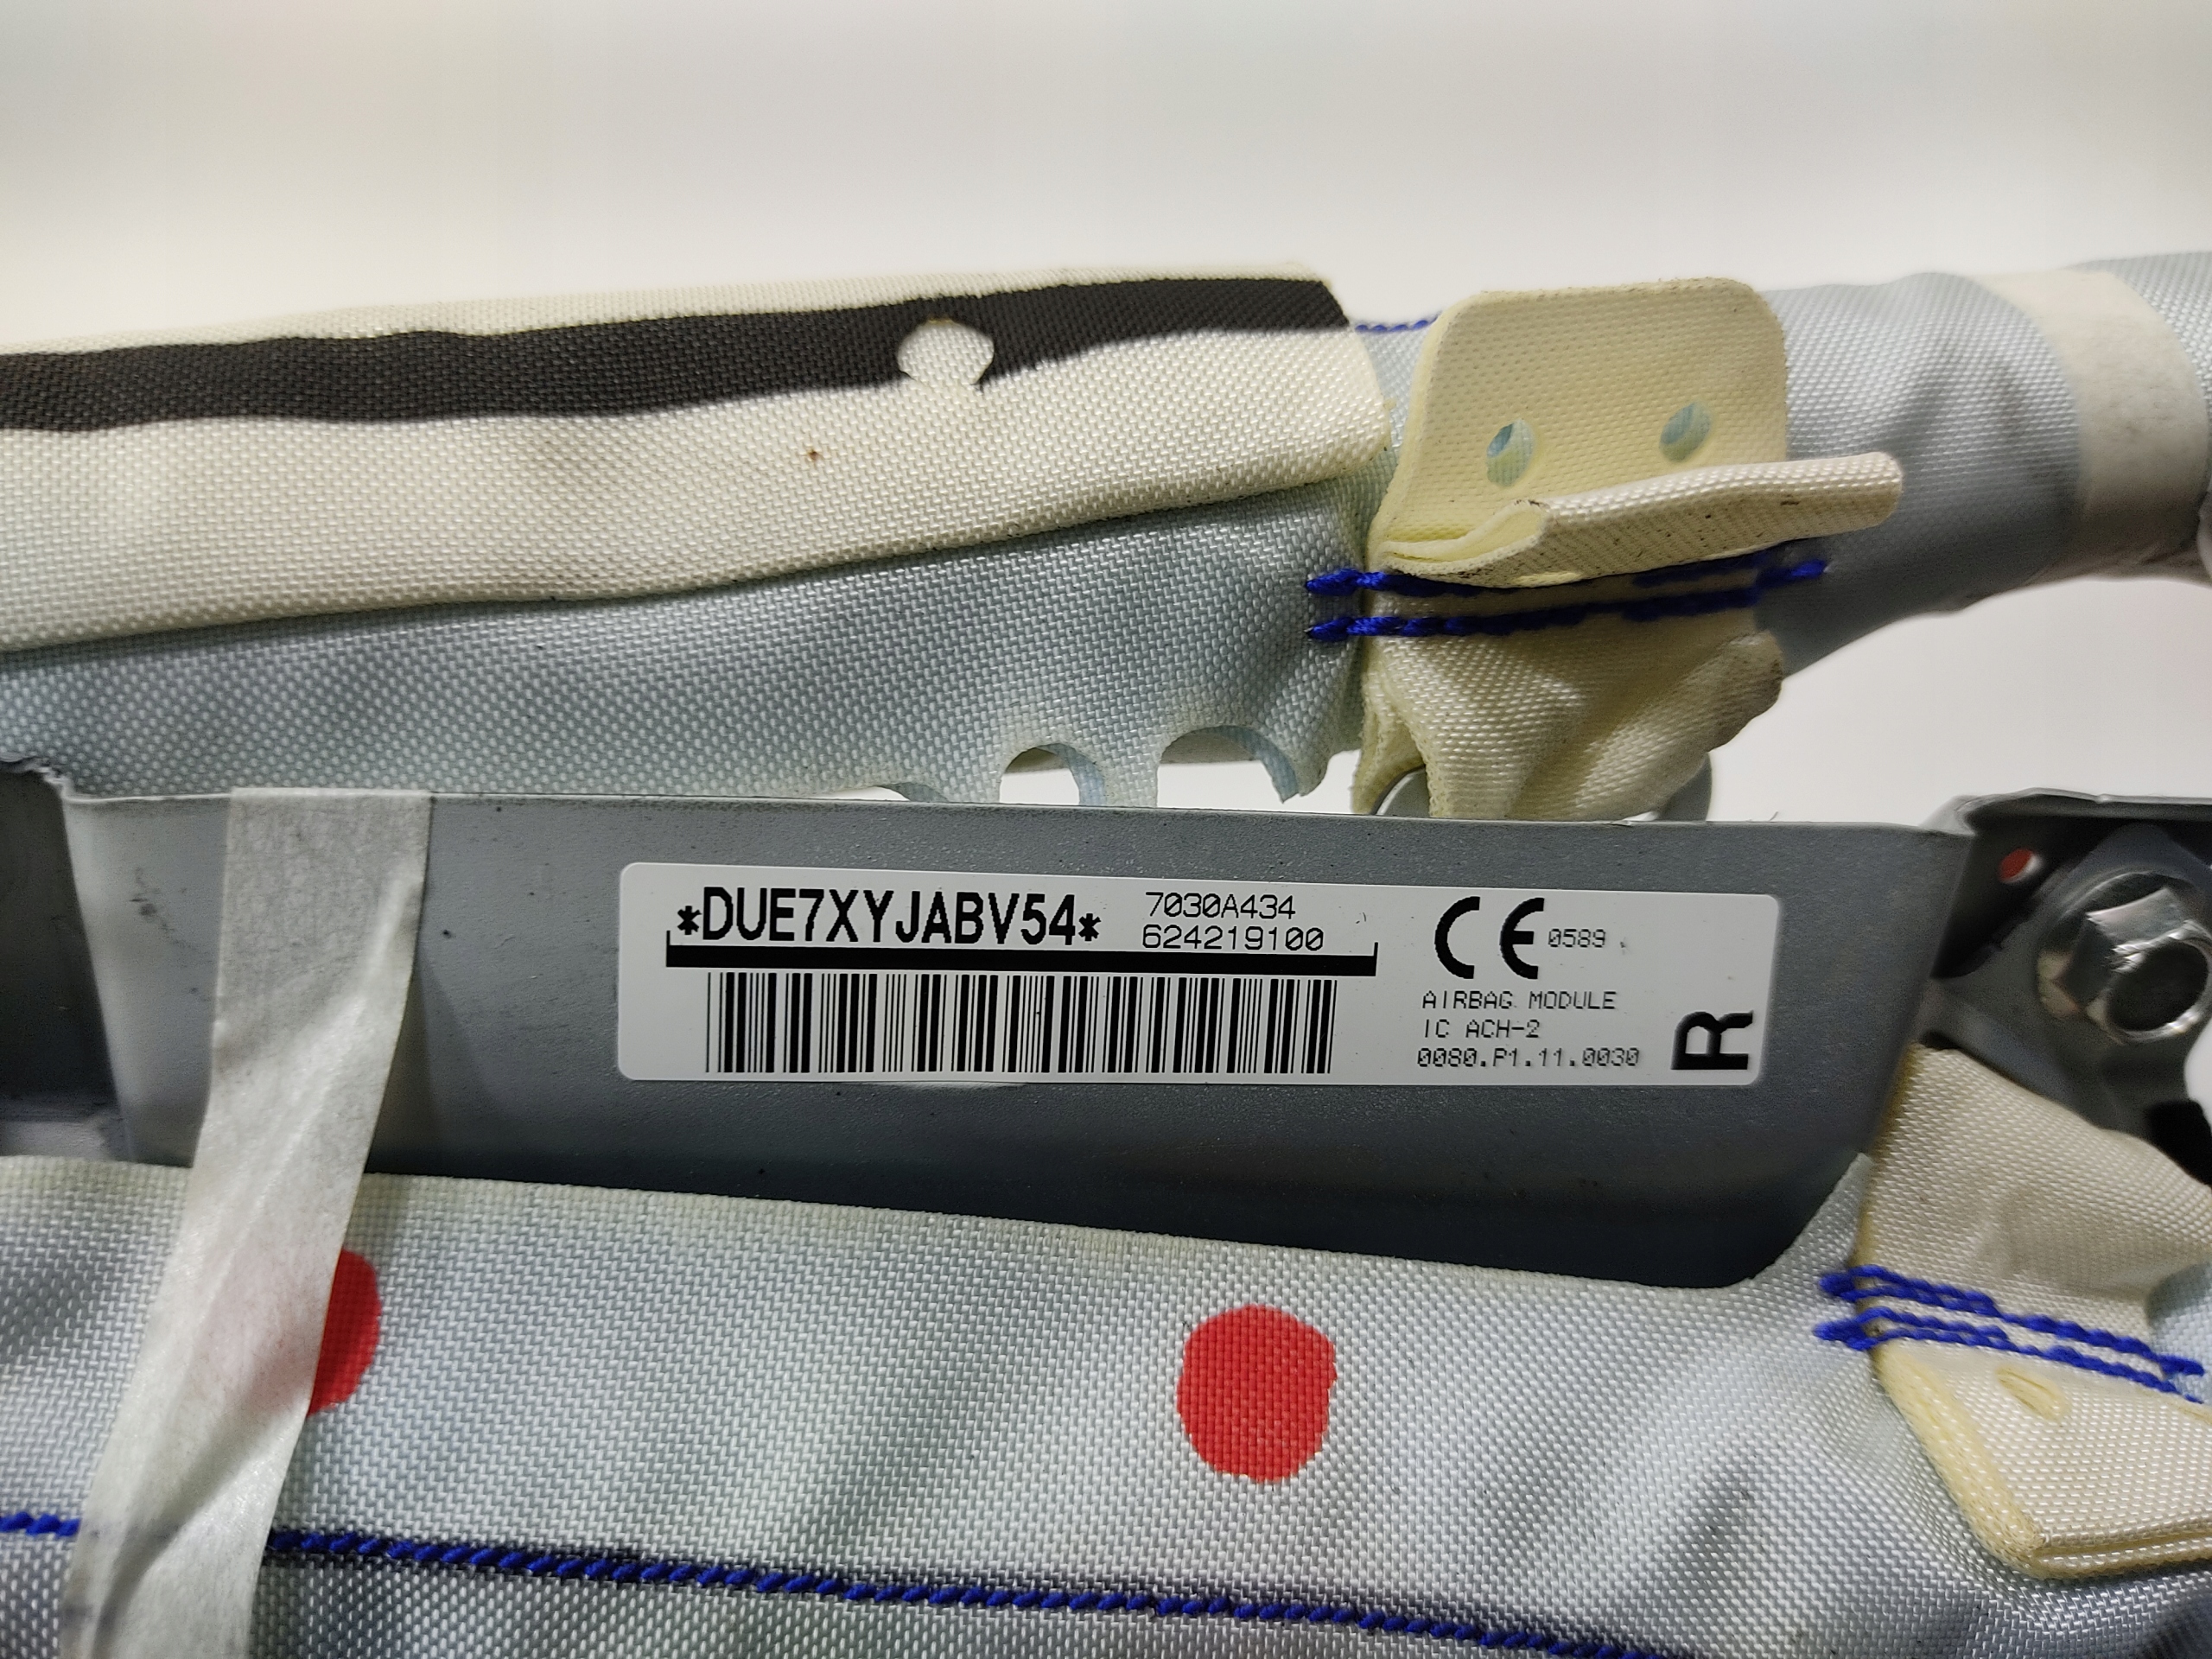 *DUE7XYJABV54*
7030A434
624219100
CE 0589
AIRBAG MODULE
IC ACH-2
0080.P1.11.0030
R